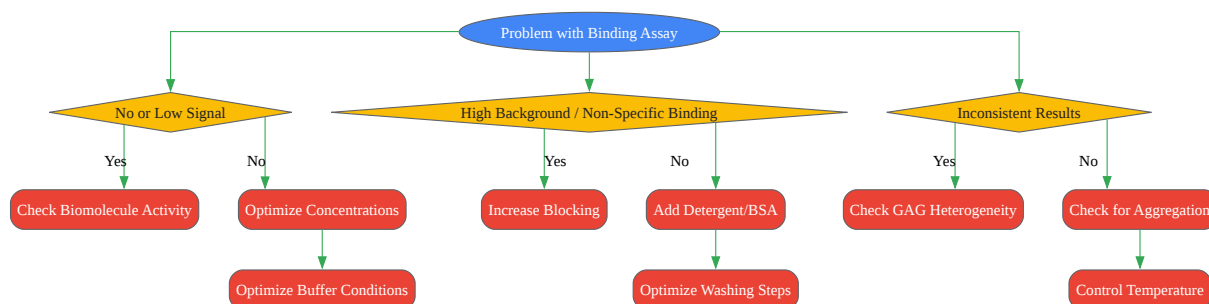 Problem with Binding Assay
No or Low Signal
High Background / Non-Specific Binding
Inconsistent Results
Yes
No
Yes
No
Yes
No
Check Biomolecule Activity
Optimize Concentrations
Increase Blocking
Add Detergent/BSA
Check GAG Heterogeneity
Check for Aggregation
Optimize Buffer Conditions
Optimize Washing Steps
Control Temperature